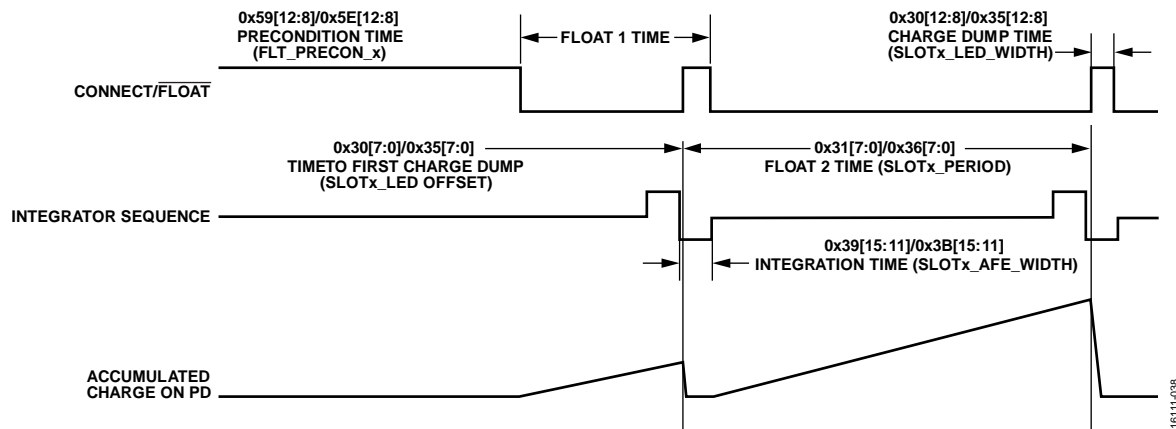 0x59[12:8]/0x5E[12:8]
PRECONDITION TIME
(FLT_PRECON_x)
FLOAT 1 TIME
0x30[12:8]/0x35[12:8]
CHARGE DUMP TIME
(SLOTx_LED_WIDTH)
CONNECT/FLOAT
0x30[7:0]/0x35[7:0]
TIMETO FIRST CHARGE DUMP
(SLOTx_LED OFFSET)
0x31[7:0]/0x36[7:0]
FLOAT 2 TIME (SLOTx_PERIOD)
INTEGRATOR SEQUENCE
0x39[15:11]/0x3B[15:11]
INTEGRATION TIME (SLOTx_AFE_WIDTH)
ACCUMULATED
CHARGE ON PD
16111-038